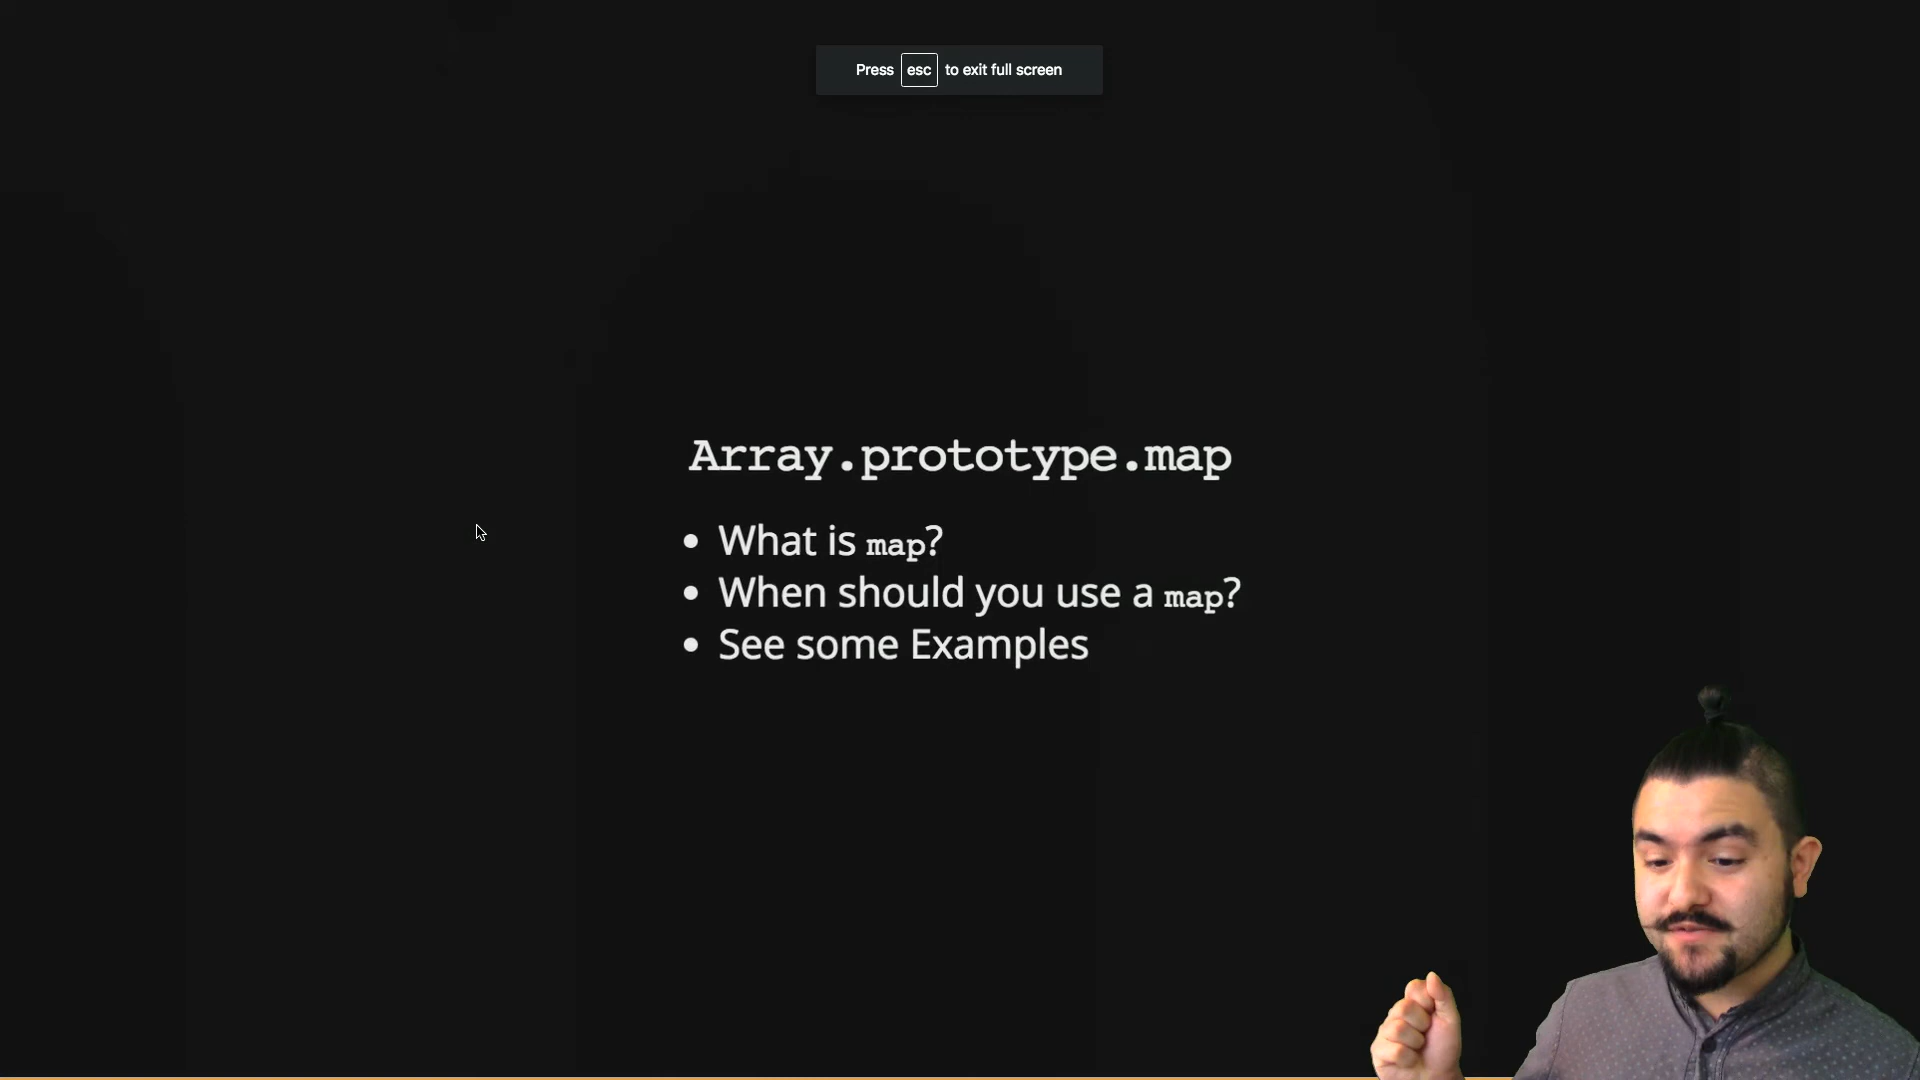 Press esc to exit full screen
Array.prototype.map
• What is map?
• When should you use a map?
• See some Examples